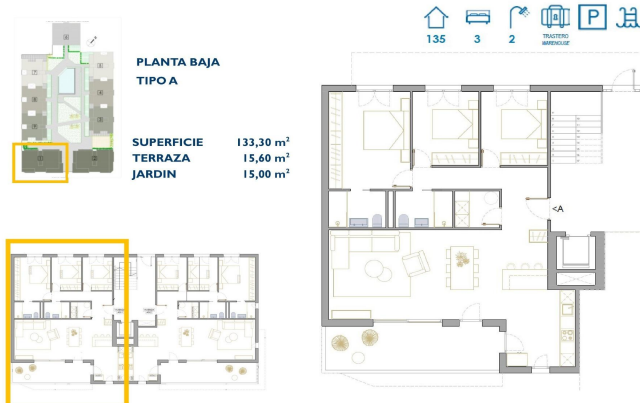 135
3
2
TRASTERO
WAREHOUSE
P
PLANTA BAJA
TIPO A
SUPERFICIE 133,30 m²
TERRAZA 15,60 m²
JARDIN 15,00 m²
<A